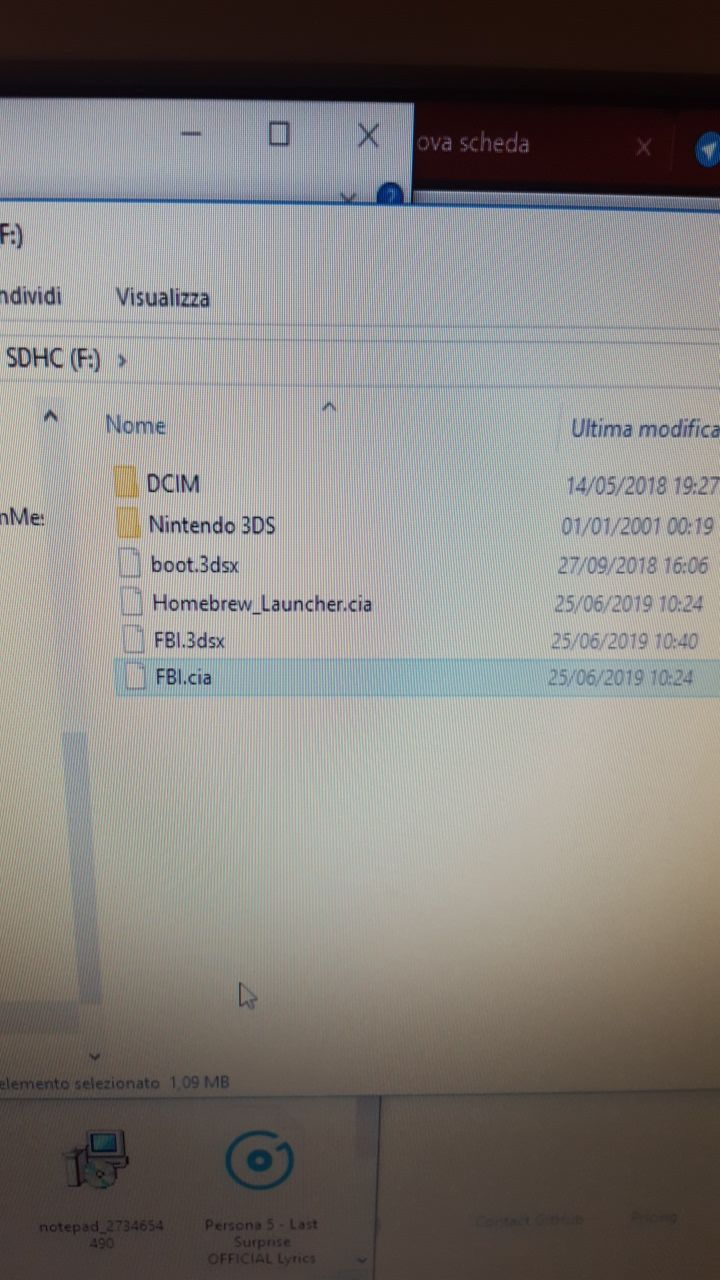 ova scheda
F:)
ndividi Visualizza
SDHC (F:)
Nome Ultima modifica
DCIM 14/05/2018 19:27
nMe:
Nintendo 3DS 01/01/2001 00:19
boot.3dsx 27/09/2018 16:06
Homebrew_Launcher.cia 25/06/2019 10:24
FBI.3dsx 25/06/2019 10:40
FBI.cia 25/06/2019 10:24
elemento selezionato 1,09 MB
notepad_2734654
490
Persona 5 - Last
Surprise
OFFICIAL Lyrics
Contact GitHub Pricing